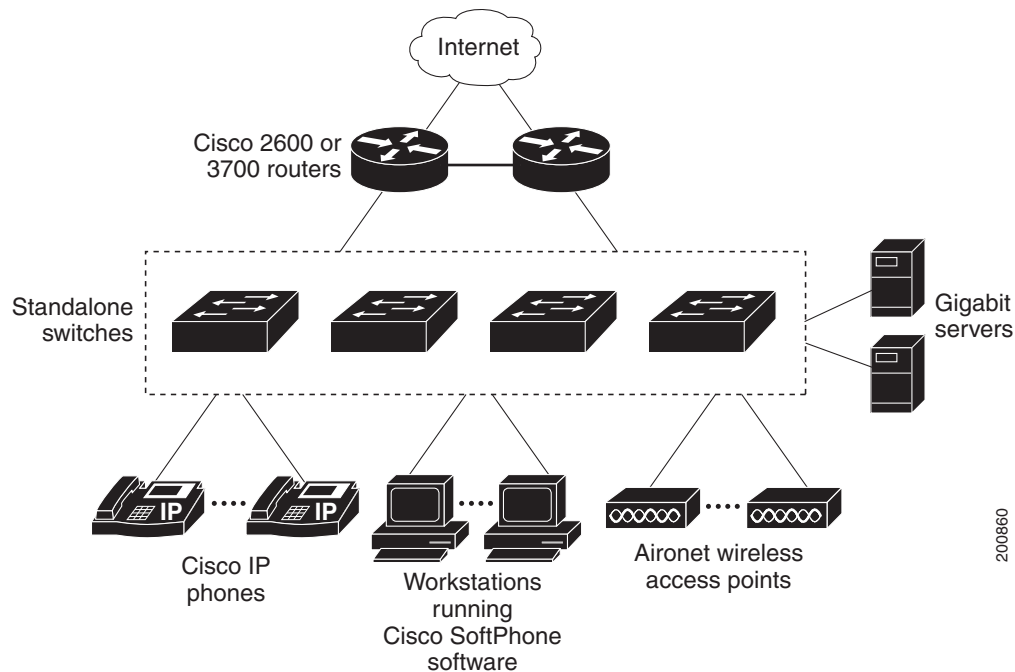 Internet
Cisco 2600 or
3700 routers
Standalone
switches
Gigabit
servers
IP
IP
Cisco IP
phones
Workstations
running
Cisco SoftPhone
software
Aironet wireless
access points
200860